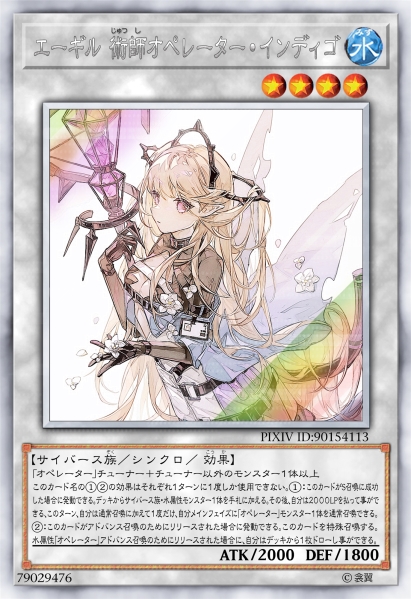 エーギル 術師オペレーター・インディゴ
じゅつ し
水
みず
PIXIV ID:90154113
【サイバース族／シンクロ／効果】
ぞく
こうか
「オペレーター」チューナー＋チューナー以外のモンスター1体以上
このカード名の①②の効果はそれぞれ1ターンに1度しか使用できない。①：このカードがS召喚に成功
した場合に発動できる。デッキからサイバース族・水属性モンスター1体を手札に加える。その後、自分は2000LP払って事がで
きる。このターン、自分は通常召喚に加えて1度だけ、自分メインフェイズに「オペレーター」モンスター1体を通常召喚できる。
②：このカードがアドバンス召喚のためにリリースされた場合に発動できる。このカードを特殊召喚する。
水属性「オペレーター」アドバンス召喚のためにリリースされた場合に、自分はデッキから1枚ドローし事ができる。
ATK/2000 DEF/1800
79029476
©衾翼